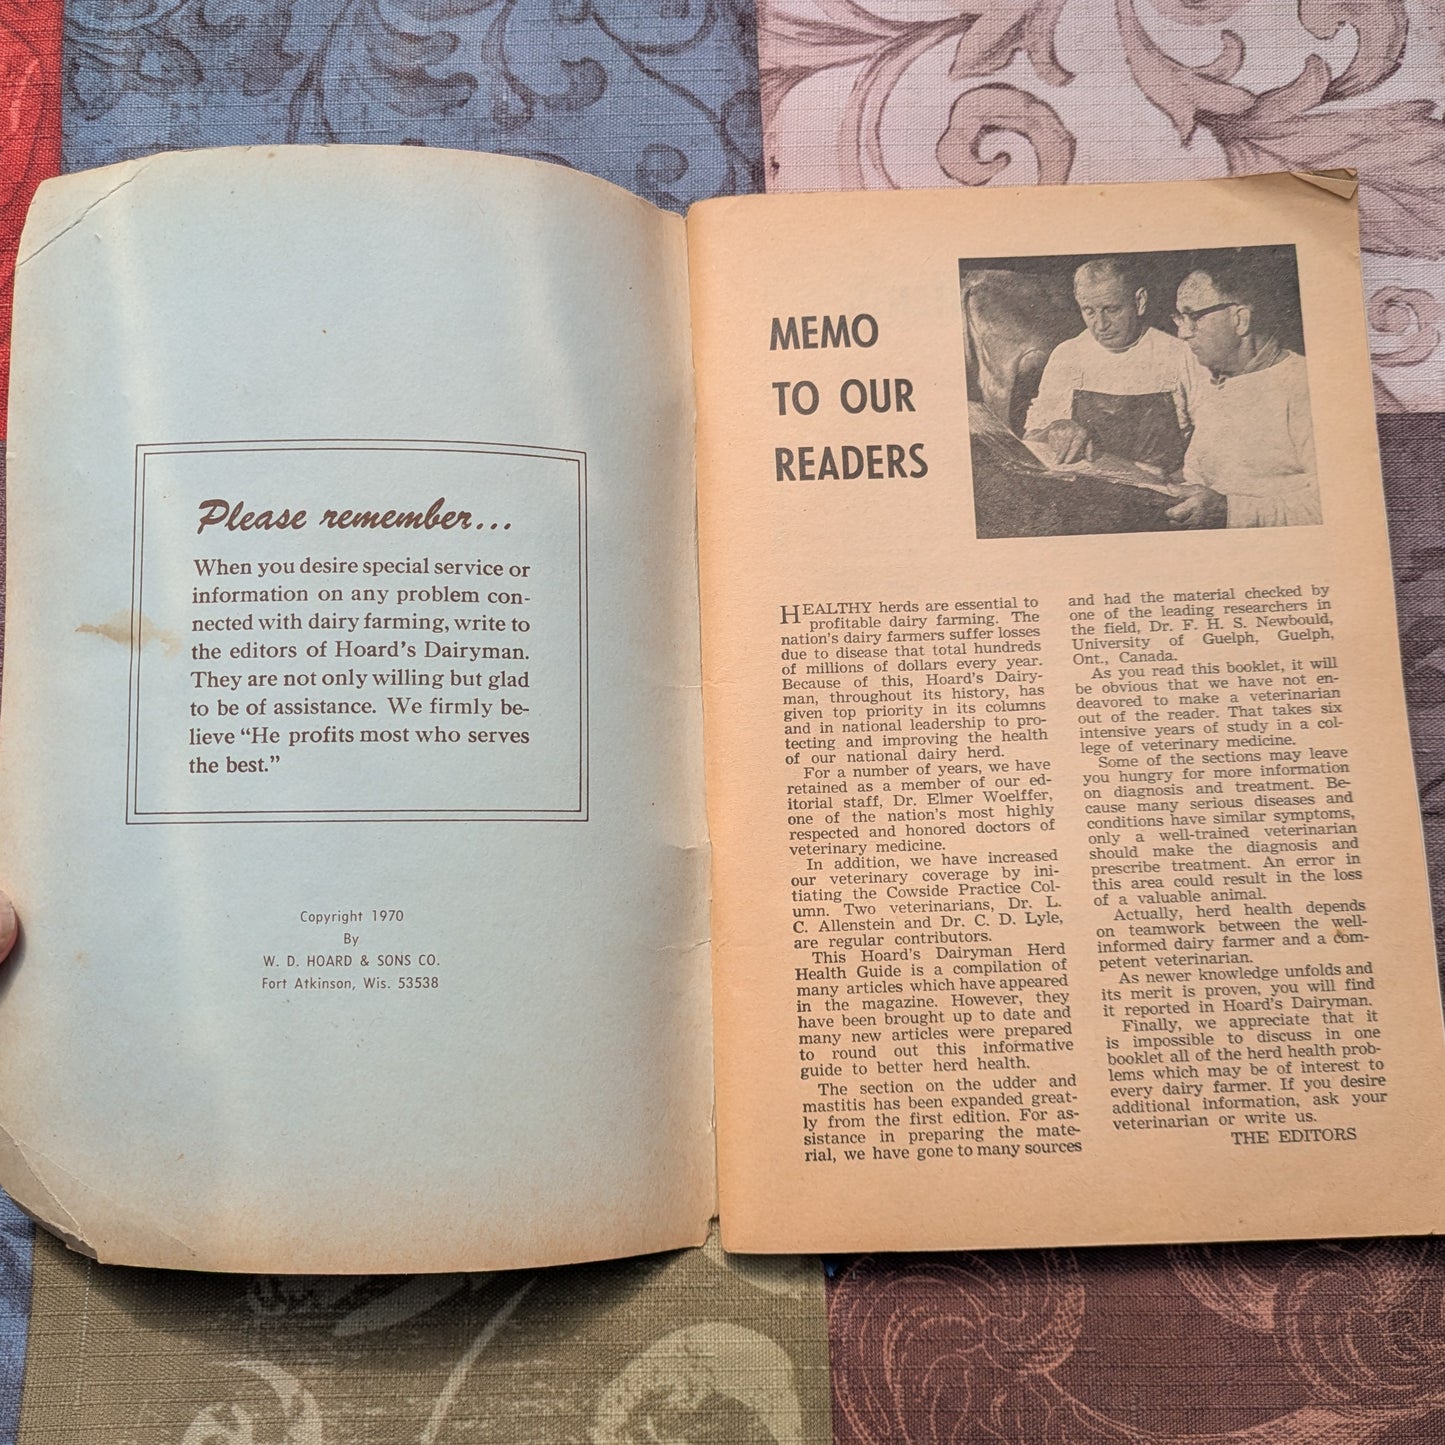 Please remember...
When you desire special service or
information on any problem con-
nected with dairy farming, write to
the editors of Hoard's Dairyman.
They are not only willing but glad
to be of assistance. We firmly be-
lieve "He profits most who serves
the best."
Copyright 1970
By
W. D. HOARD & SONS CO.
Fort Atkinson, Wis. 53538
MEMO
TO OUR
READERS
HEALTHY herds are essential to
profitable dairy farming. The
nation's dairy farmers suffer losses
due to disease that total hundreds
of millions of dollars every year.
Because of this, Hoard's Dairy-
man, throughout its history, has
given top priority in its columns
and in national leadership to pro-
tecting and improving the health
of our national dairy herd.
For a number of years, we have
retained as a member of our ed-
itorial staff, Dr. Elmer Woelffer,
one of the nation's most highly
respected and honored doctors of
veterinary medicine.
In addition, we have increased
our veterinary coverage by ini-
tiating the Cowside Practice Col-
umn. Two veterinarians, Dr. L.
C. Allenstein and Dr. C. D. Lyle,
are regular contributors.
This Hoard's Dairyman Herd
Health Guide is a compilation of
many articles which have appeared
in the magazine. However, they
have been brought up to date and
many new articles were prepared
to round out this informative
guide to better herd health.
The section on the udder and
mastitis has been expanded great-
ly from the first edition. For as-
sistance in preparing the mate-
rial, we have gone to many sources
and had the material checked by
one of the leading researchers in
the field, Dr. F. H. S. Newbould,
University of Guelph, Guelph,
Ont., Canada.
As you read this booklet, it will
be obvious that we have not en-
deavored to make a veterinarian
out of the reader. That takes six
intensive years of study in a col-
lege of veterinary medicine.
Some of the sections may leave
you hungry for more information
on diagnosis and treatment. Be-
cause many serious diseases and
conditions have similar symptoms,
only a well-trained veterinarian
should make the diagnosis and
prescribe treatment. An error in
this area could result in the loss
of a valuable animal.
Actually, herd health depends
on teamwork between the well-
informed dairy farmer and a com-
petent veterinarian.
As newer knowledge unfolds and
its merit is proven, you will find
it reported in Hoard's Dairyman.
Finally, we appreciate that it
is impossible to discuss in one
booklet all of the herd health prob-
lems which may be of interest to
every dairy farmer. If you desire
additional information, ask your
veterinarian or write us.
THE EDITORS